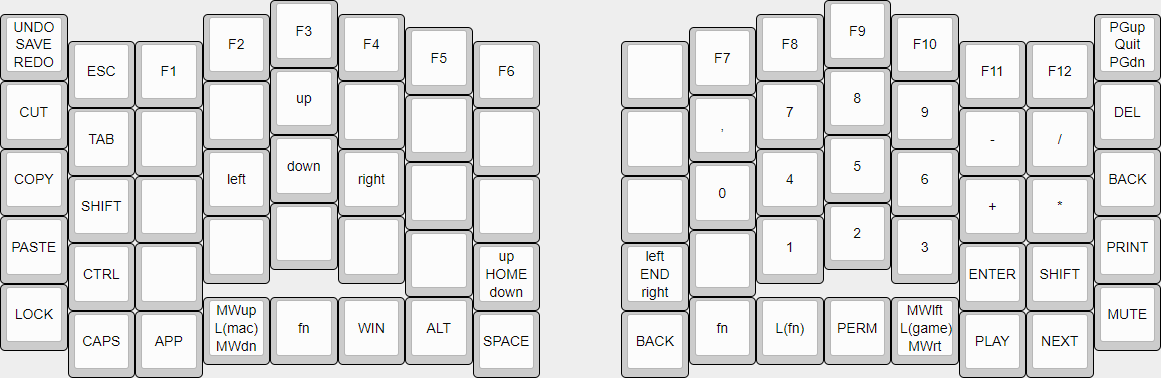 UNDO
SAVE
REDO
ESC
F1
F2
F3
F4
F5
F6
F7
F8
F9
F10
F11
F12
PGup
Quit
PGdn
CUT
TAB
up
,
7
8
9
-
/
DEL
COPY
SHIFT
left
down
right
0
4
5
6
+
*
BACK
PASTE
CTRL
up
HOME
down
left
END
right
1
2
3
ENTER
SHIFT
PRINT
LOCK
CAPS
APP
MWup
L(mac)
MWdn
fn
WIN
ALT
SPACE
BACK
fn
L(fn)
PERM
MWlft
L(game)
MWrt
PLAY
NEXT
MUTE